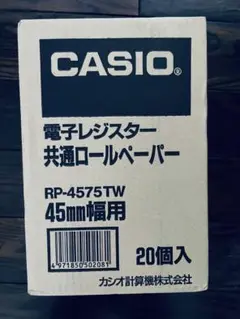 CASIO®
電子レジスター
共通ロールペーパー
RP-4575TW
45mm幅用
4971850502081
20個入
カシオ計算機株式会社